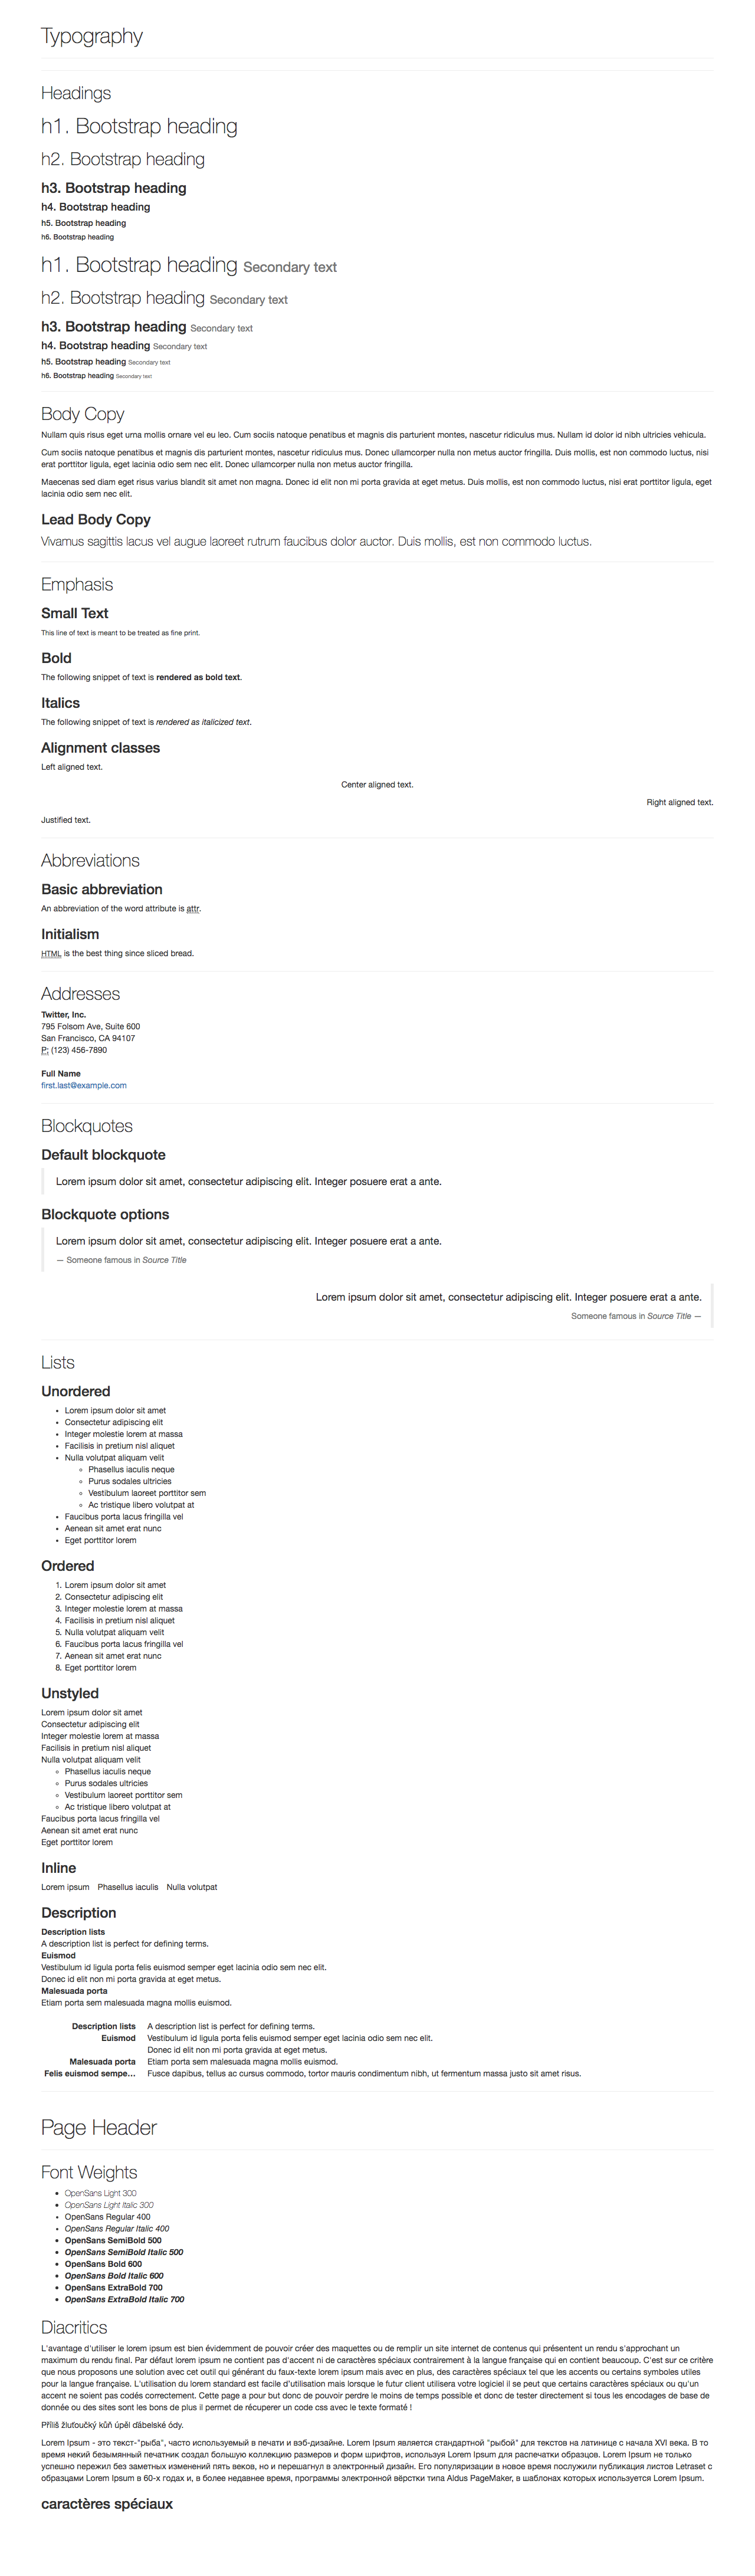 Typography
Headings
h1. Bootstrap heading
h2. Bootstrap heading
h3. Bootstrap heading
h4. Bootstrap heading
h5. Bootstrap heading
h6. Bootstrap heading
h1. Bootstrap heading Secondary text
h2. Bootstrap heading Secondary text
h3. Bootstrap heading Secondary text
h4. Bootstrap heading Secondary text
h5. Bootstrap heading Secondary text
h6. Bootstrap heading Secondary text
Body Copy
Nullam quis risus eget urna mollis ornare vel eu leo. Cum sociis natoque penatibus et magnis dis parturient montes, nascetur ridiculus mus. Nullam id dolor id nibh ultricies vehicula.
Cum sociis natoque penatibus et magnis dis parturient montes, nascetur ridiculus mus. Donec ullamcorper nulla non metus auctor fringilla. Duis mollis, est non commodo luctus, nisi
erat porttitor ligula, eget lacinia odio sem nec elit. Donec ullamcorper nulla non metus auctor fringilla.
Maecenas sed diam eget risus varius blandit sit amet non magna. Donec id elit non mi porta gravida at eget metus. Duis mollis, est non commodo luctus, nisi erat porttitor ligula, eget
lacinia odio sem nec elit.
Lead Body Copy
Vivamus sagittis lacus vel augue laoreet rutrum faucibus dolor auctor. Duis mollis, est non commodo luctus.
Emphasis
Small Text
This line of text is meant to be treated as fine print.
Bold
The following snippet of text is rendered as bold text.
Italics
The following snippet of text is rendered as italicized text.
Alignment classes
Left aligned text.
Center aligned text.
Right aligned text.
Justified text.
Abbreviations
Basic abbreviation
An abbreviation of the word attribute is attr.
Initialism
HTML is the best thing since sliced bread.
Addresses
Twitter, Inc.
795 Folsom Ave, Suite 600
San Francisco, CA 94107
P: (123) 456-7890
Full Name
first.last@example.com
Blockquotes
Default blockquote
Lorem ipsum dolor sit amet, consectetur adipiscing elit. Integer posuere erat a ante.
Blockquote options
Lorem ipsum dolor sit amet, consectetur adipiscing elit. Integer posuere erat a ante.
— Someone famous in Source Title
Lorem ipsum dolor sit amet, consectetur adipiscing elit. Integer posuere erat a ante.
Someone famous in Source Title —
Lists
Unordered
• Lorem ipsum dolor sit amet
• Consectetur adipiscing elit
• Integer molestie lorem at massa
• Facilisis in pretium nisl aliquet
• Nulla volutpat aliquam velit
◦ Phasellus iaculis neque
◦ Purus sodales ultricies
◦ Vestibulum laoreet porttitor sem
◦ Ac tristique libero volutpat at
• Faucibus porta lacus fringilla vel
• Aenean sit amet erat nunc
• Eget porttitor lorem
Ordered
1. Lorem ipsum dolor sit amet
2. Consectetur adipiscing elit
3. Integer molestie lorem at massa
4. Facilisis in pretium nisl aliquet
5. Nulla volutpat aliquam velit
6. Faucibus porta lacus fringilla vel
7. Aenean sit amet erat nunc
8. Eget porttitor lorem
Unstyled
Lorem ipsum dolor sit amet
Consectetur adipiscing elit
Integer molestie lorem at massa
Facilisis in pretium nisl aliquet
Nulla volutpat aliquam velit
◦ Phasellus iaculis neque
◦ Purus sodales ultricies
◦ Vestibulum laoreet porttitor sem
◦ Ac tristique libero volutpat at
Faucibus porta lacus fringilla vel
Aenean sit amet erat nunc
Eget porttitor lorem
Inline
Lorem ipsum Phasellus iaculis Nulla volutpat
Description
Description lists
A description list is perfect for defining terms.
Euismod
Vestibulum id ligula porta felis euismod semper eget lacinia odio sem nec elit.
Donec id elit non mi porta gravida at eget metus.
Malesuada porta
Etiam porta sem malesuada magna mollis euismod.
Description lists A description list is perfect for defining terms.
Euismod Vestibulum id ligula porta felis euismod semper eget lacinia odio sem nec elit.
Donec id elit non mi porta gravida at eget metus.
Malesuada porta Etiam porta sem malesuada magna mollis euismod.
Felis euismod sempe... Fusce dapibus, tellus ac cursus commodo, tortor mauris condimentum nibh, ut fermentum massa justo sit amet risus.
Page Header
Font Weights
• OpenSans Light 300
• OpenSans Light Italic 300
• OpenSans Regular 400
• OpenSans Regular Italic 400
• OpenSans SemiBold 500
• OpenSans SemiBold Italic 500
• OpenSans Bold 600
• OpenSans Bold Italic 600
• OpenSans ExtraBold 700
• OpenSans ExtraBold Italic 700
Diacritics
L'avantage d'utiliser le lorem ipsum est bien évidemment de pouvoir créer des maquettes ou de remplir un site internet de contenus qui présentent un rendu s'approchant un
maximum du rendu final. Par défaut lorem ipsum ne contient pas d'accent ni de caractères spéciaux contrairement à la langue française qui en contient beaucoup. C'est sur ce critère
que nous proposons une solution avec cet outil qui générant du faux-texte lorem ipsum mais avec en plus, des caractères spéciaux tel que les accents ou certains symboles utiles
pour la langue française. L'utilisation du lorem standard est facile d'utilisation mais lorsque le futur client utilisera votre logiciel il se peut que certains caractères spéciaux ou qu'un
accent ne soient pas codés correctement. Cette page a pour but donc de pouvoir perdre le moins de temps possible et donc de tester directement si tous les encodages de base de
donnée ou des sites sont les bons de plus il permet de récuperer un code css avec le texte formaté !
Příliš žluťoučký kůň úpěl ďábelské ódy.
Lorem Ipsum - это текст-"рыба", часто используемый в печати и вэб-дизайне. Lorem Ipsum является стандартной "рыбой" для текстов на латинице с начала XVI века. В то
время некий безымянный печатник создал большую коллекцию размеров и форм шрифтов, используя Lorem Ipsum для распечатки образцов. Lorem Ipsum не только
успешно пережил без заметных изменений пять веков, но и перешагнул в электронный дизайн. Его популяризации в новое время послужили публикация листов Letraset с
образцами Lorem Ipsum в 60-х годах и, в более недавнее время, программы электронной вёрстки типа Aldus PageMaker, в шаблонах которых используется Lorem Ipsum.
caractères spéciaux